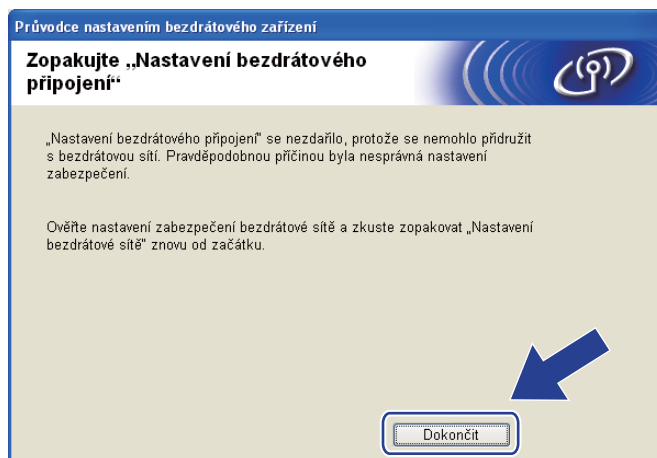 Průvodce nastavením bezdrátového zařízení
Zopakujte „Nastavení bezdrátového
připojení“
„Nastavení bezdrátového připojení" se nezdařilo, protože se nemohlo přidružit
s bezdrátovou sítí. Pravděpodobnou příčinou byla nesprávná nastavení
zabezpečení.
Ověřte nastavení zabezpečení bezdrátové sítě a zkuste zopakovat „Nastavení
bezdrátové sítě" znovu od začátku.
Dokončit